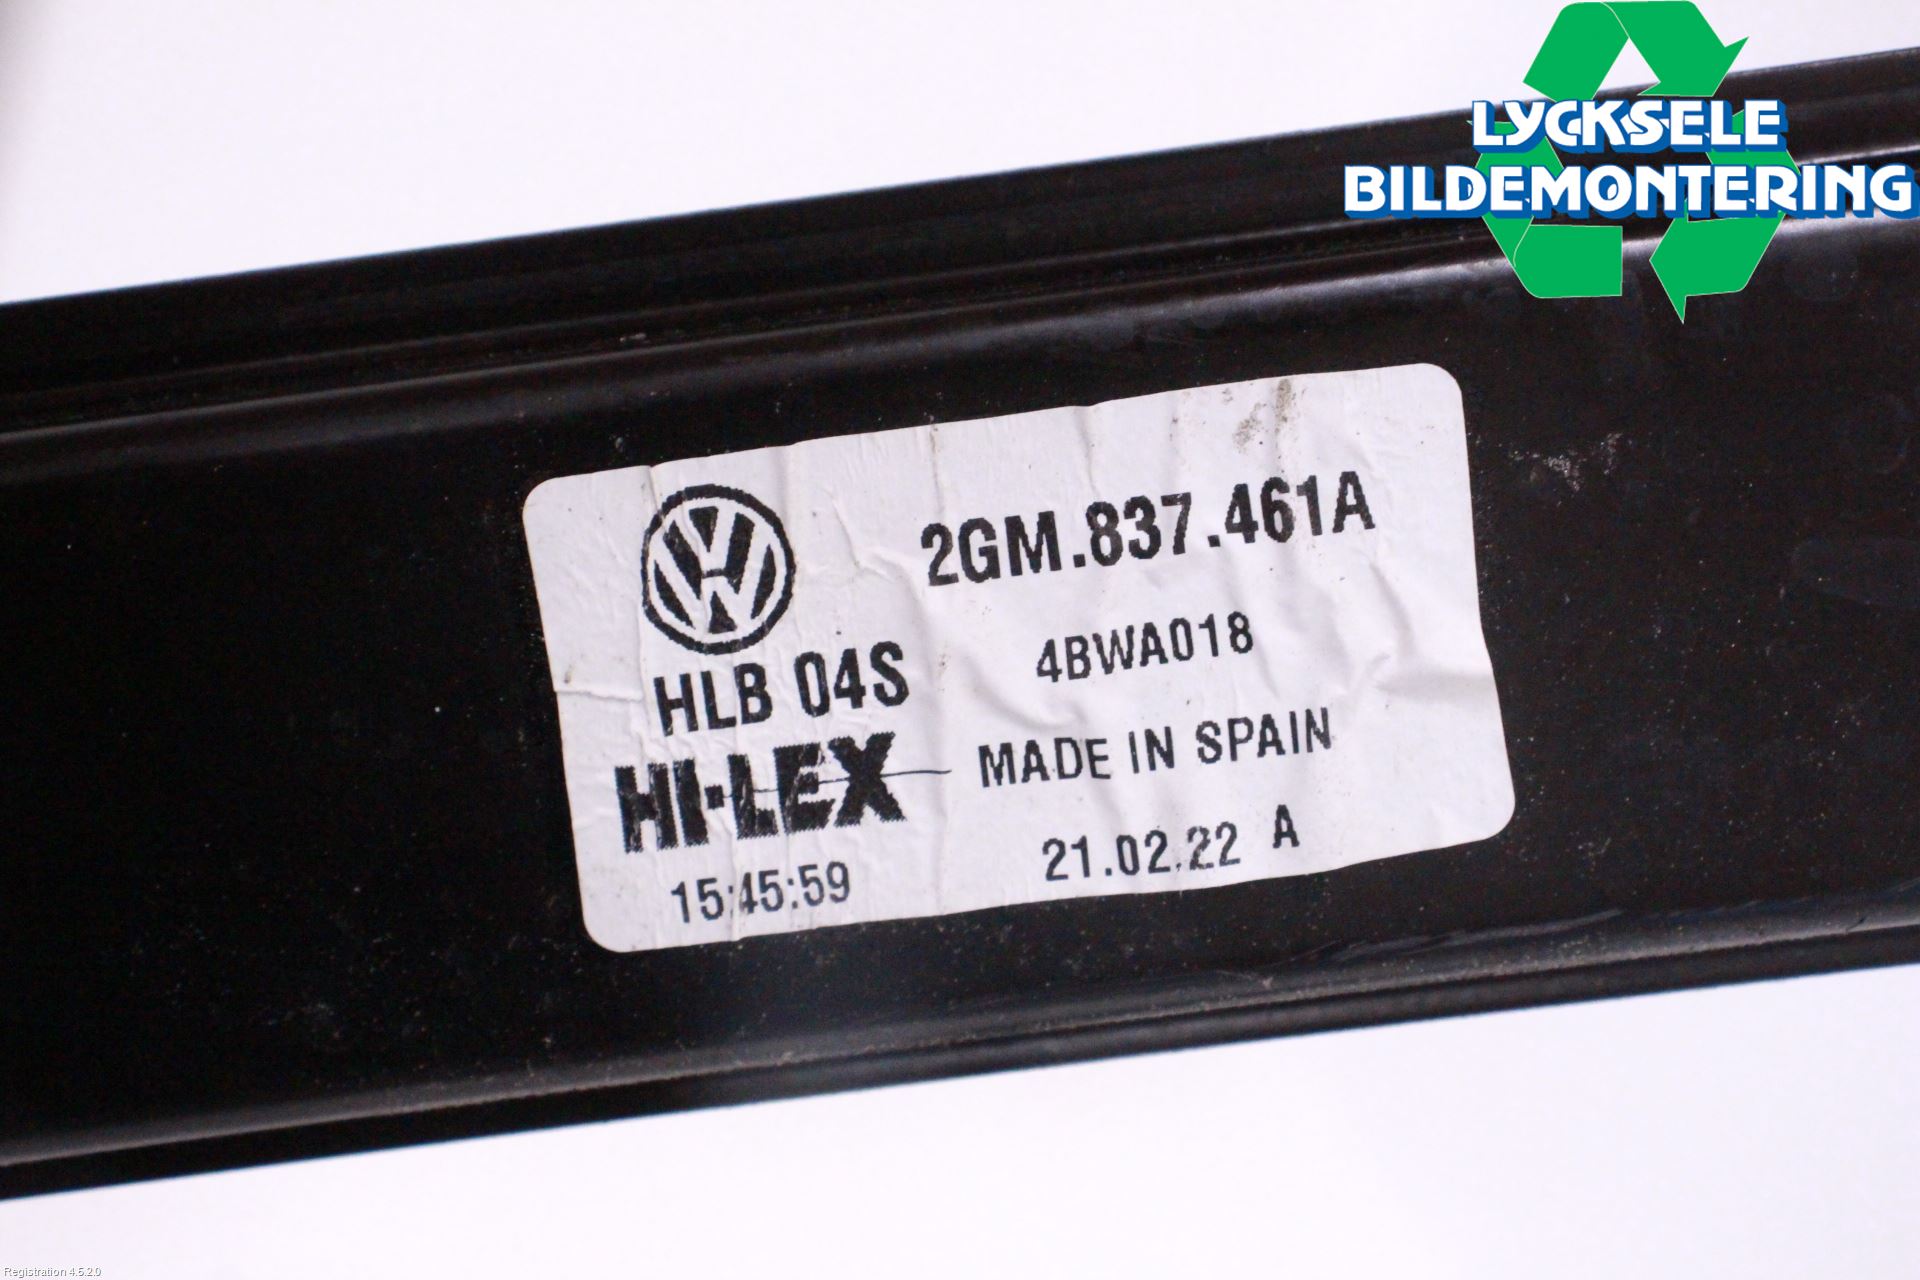 LYCKSELE
BILDEMONTERING
2GM.837.461A
HLB 04S
4BWA018
HI-LEX
MADE IN SPAIN
15:45:59
21.02.22 A
Registration 4.5.2.0